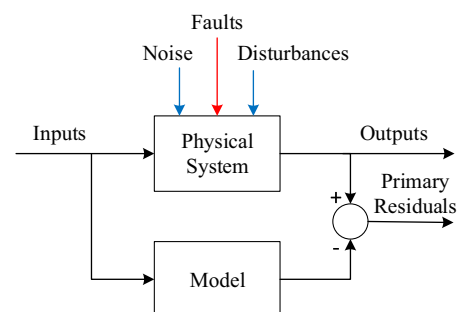 Faults
Noise
Disturbances
Inputs
Physical
System
Outputs
+
Primary
Residuals
-
Model